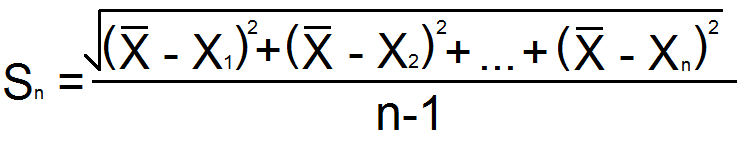 Sₙ = √(X̅ - X₁)²+(X̅ - X₂)²+ ... + (X̅ - Xₙ)²
n-1